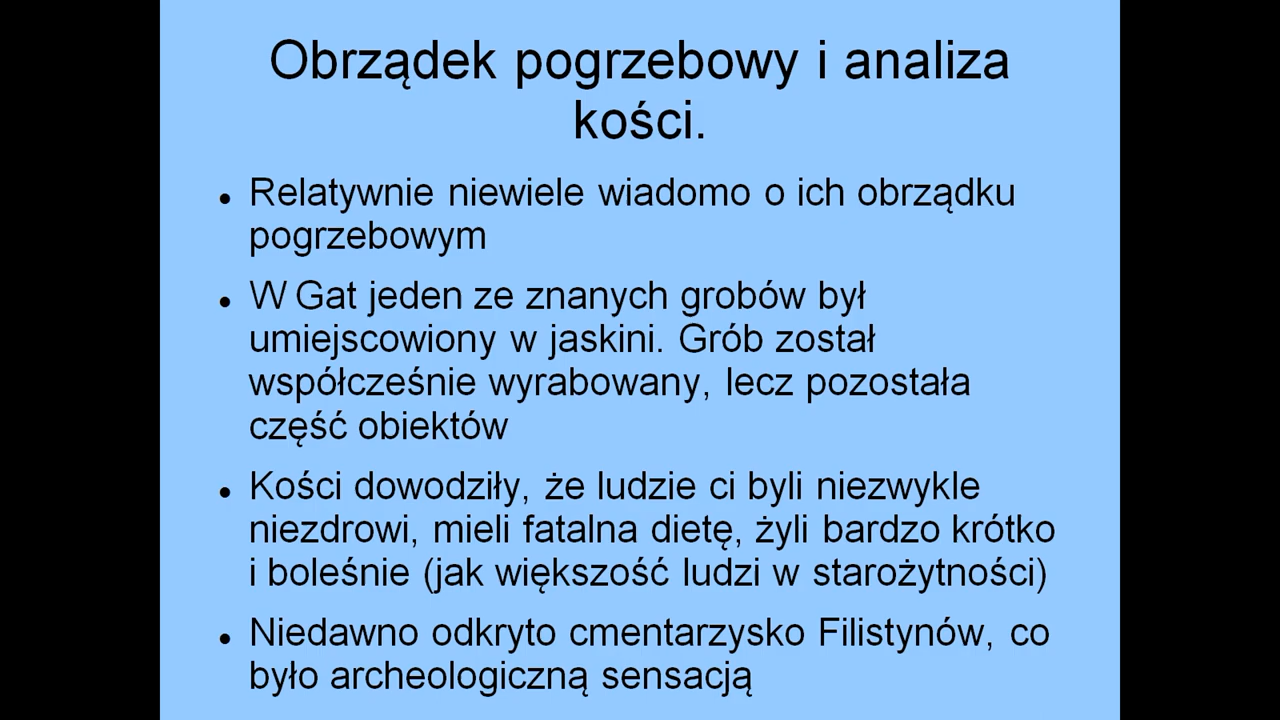 Obrządek pogrzebowy i analiza
kości.
● Relatywnie niewiele wiadomo o ich obrządku
pogrzebowym
● W Gat jeden ze znanych grobów był
umiejscowiony w jaskini. Grób został
współcześnie wyrabowany, lecz pozostała
część obiektów
● Kości dowodziły, że ludzie ci byli niezwykle
niezdrowi, mieli fatalna dietę, żyli bardzo krótko
i boleśnie (jak większość ludzi w starożytności)
● Niedawno odkryto cmentarzysko Filistynów, co
było archeologiczną sensacją